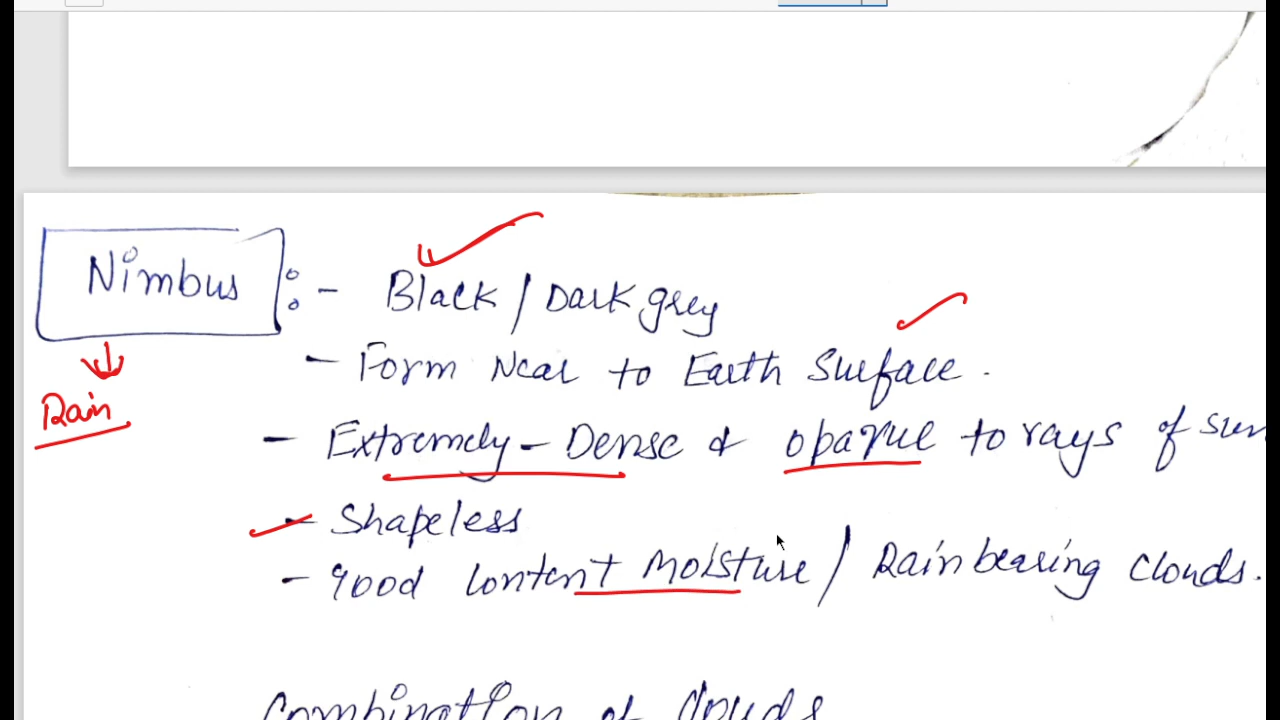 Nimbus :- Black / Dark grey
- Form Near to Earth Surface.
Rain
- Extremely - Dense & opaque to rays of sun
- Shapeless
- Good content moisture / Rain bearing clouds.
Combination of clouds